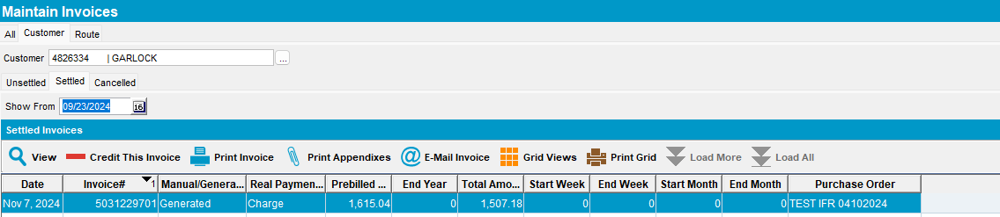 Maintain Invoices
All Customer Route
Customer 4826334 | GARLOCK ...
Unsettled Settled Cancelled
Show From 09/23/2024 16
Settled Invoices
View Credit This Invoice Print Invoice Print Appendixes E-Mail Invoice Grid Views Print Grid Load More Load All
Date Invoice# 1 Manual/Genera... Real Paymen... Prebilled ... End Year Total Amo... Start Week End Week Start Month End Month Purchase Order
Nov 7, 2024 5031229701 Generated Charge 1,615.04 0 1,507.18 0 0 0 0 TEST IFR 04102024